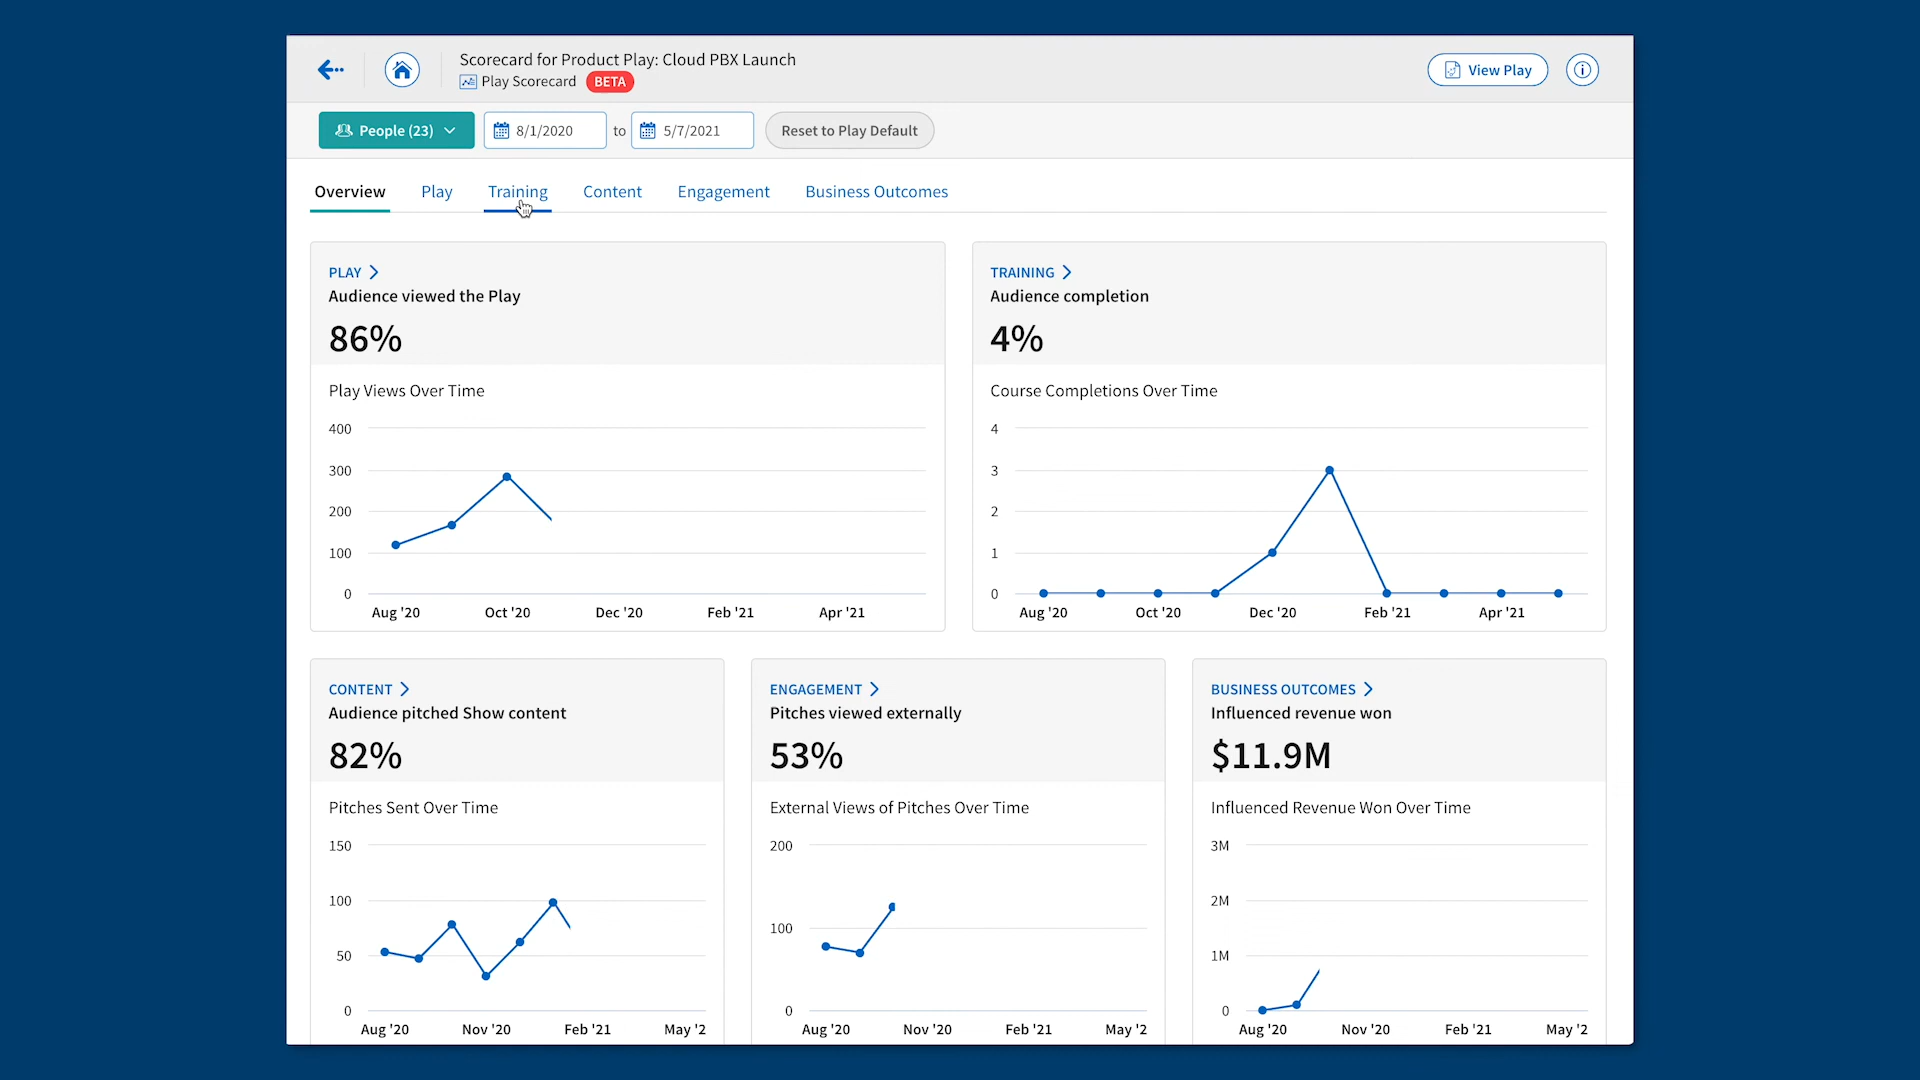 Scorecard for Product Play: Cloud PBX Launch
Play Scorecard BETA
View Play
People (23) 8/1/2020 to 5/7/2021 Reset to Play Default
Overview Play Training Content Engagement Business Outcomes
PLAY
Audience viewed the Play
86%
Play Views Over Time
400
300
200
100
0
Aug '20 Oct '20 Dec '20 Feb '21 Apr '21
TRAINING
Audience completion
4%
Course Completions Over Time
4
3
2
1
0
Aug '20 Oct '20 Dec '20 Feb '21 Apr '21
CONTENT
Audience pitched Show content
82%
Pitches Sent Over Time
150
100
50
0
Aug '20 Nov '20 Feb '21 May '2
ENGAGEMENT
Pitches viewed externally
53%
External Views of Pitches Over Time
200
100
0
Aug '20 Nov '20 Feb '21 May '2
BUSINESS OUTCOMES
Influenced revenue won
$11.9M
Influenced Revenue Won Over Time
3M
2M
1M
0
Aug '20 Nov '20 Feb '21 May '2